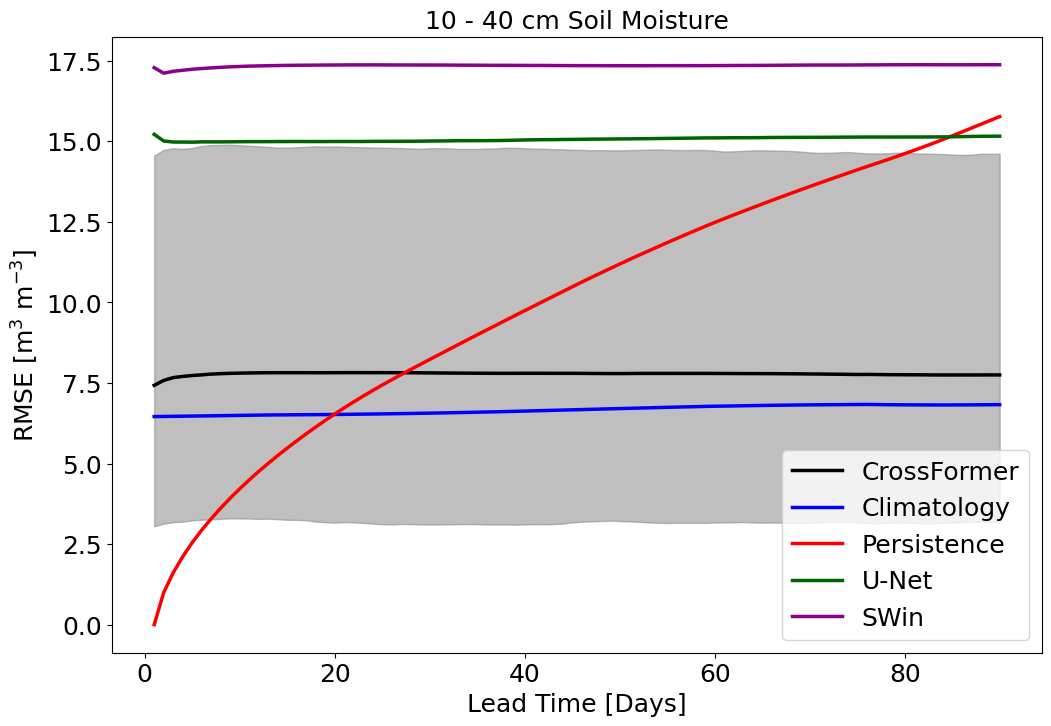 10 - 40 cm Soil Moisture
RMSE [m³ m⁻³]
17.5
15.0
12.5
10.0
7.5
5.0
2.5
0.0
CrossFormer
Climatology
Persistence
U-Net
SWin
0 20 40 60 80
Lead Time [Days]